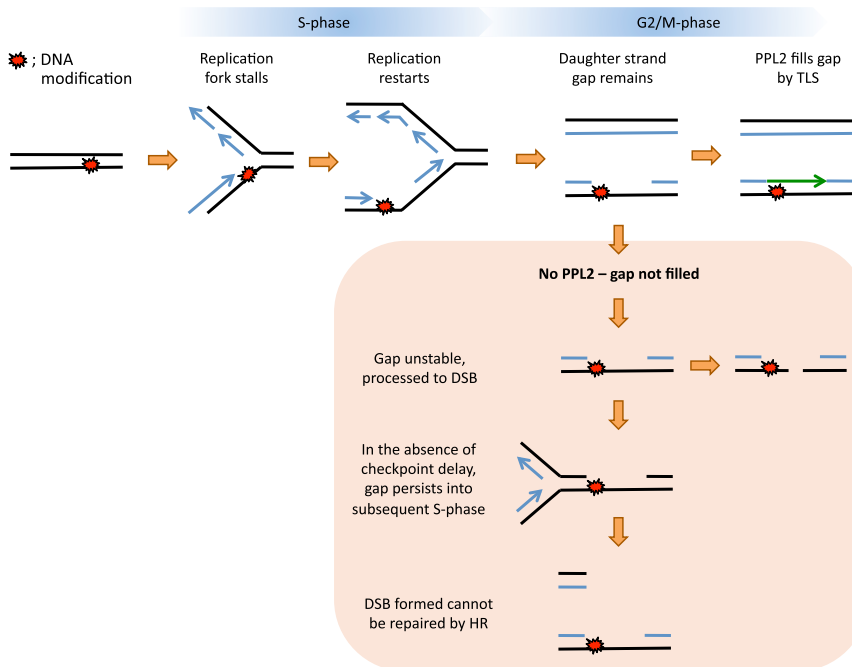 S-phase
G2/M-phase
; DNA
modification
Replication
fork stalls
Replication
restarts
Daughter strand
gap remains
PPL2 fills gap
by TLS
No PPL2 – gap not filled
Gap unstable,
processed to DSB
In the absence of
checkpoint delay,
gap persists into
subsequent S-phase
DSB formed cannot
be repaired by HR